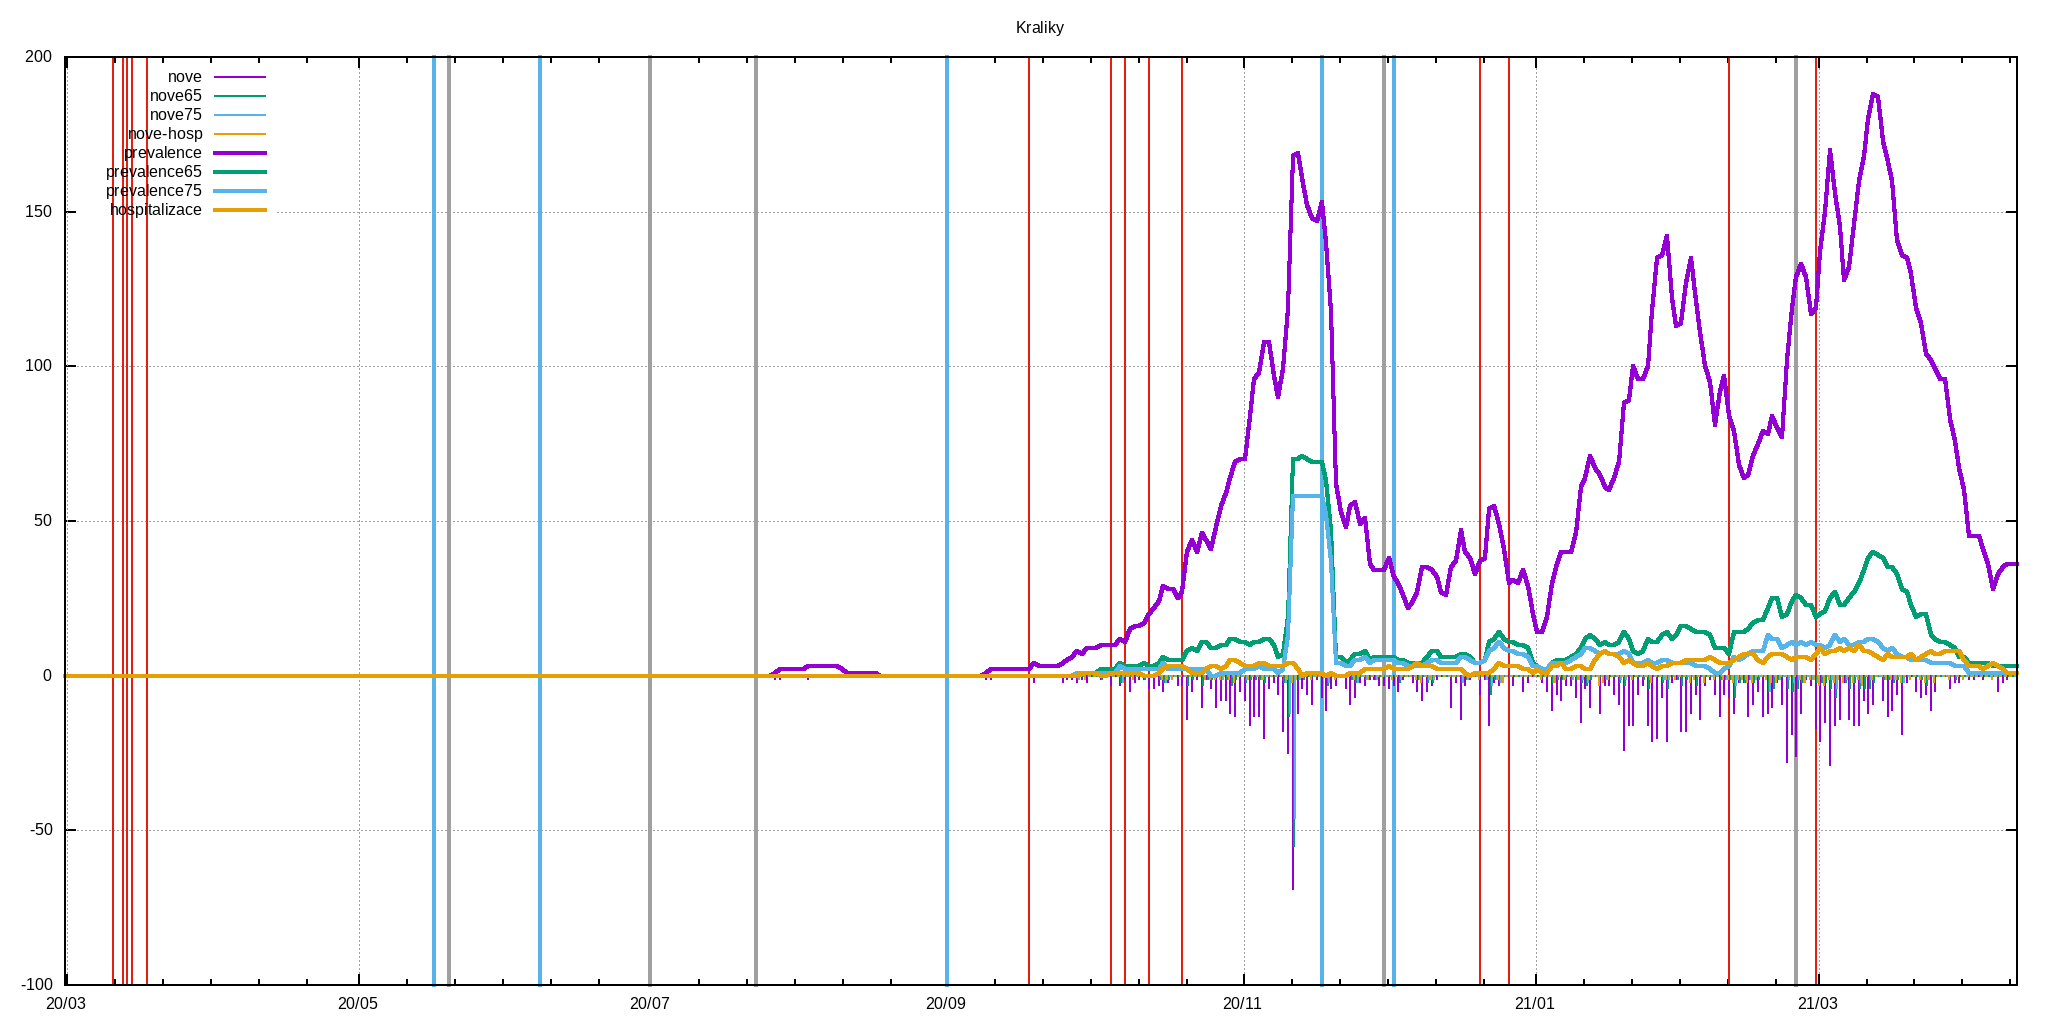 Kraliky
200
nove
nove65
nove75
nove-hosp
prevalence
prevalence65
prevalence75
hospitalizace
150
100
50
0
-50
-100
20/03 20/05 20/07 20/09 20/11 21/01 21/03